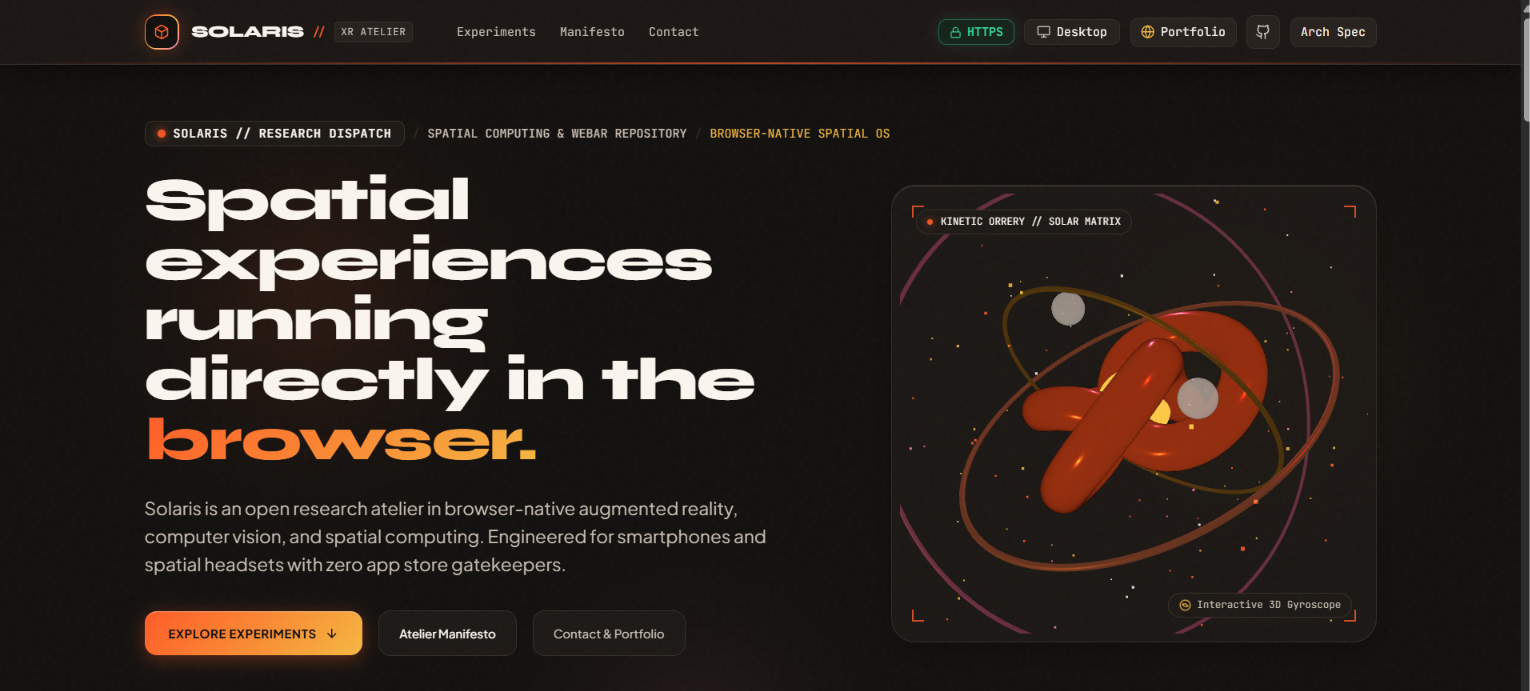 SOLARIS // XR ATELIER Experiments Manifesto Contact HTTPS Desktop Portfolio Arch Spec
SOLARIS // RESEARCH DISPATCH / SPATIAL COMPUTING & WEBAR REPOSITORY / BROWSER-NATIVE SPATIAL OS
Spatial
experiences
running
directly in the
browser.
Solaris is an open research atelier in browser-native augmented reality,
computer vision, and spatial computing. Engineered for smartphones and
spatial headsets with zero app store gatekeepers.
EXPLORE EXPERIMENTS ↓ Atelier Manifesto Contact & Portfolio
KINETIC ORRERY // SOLAR MATRIX
Interactive 3D Gyroscope